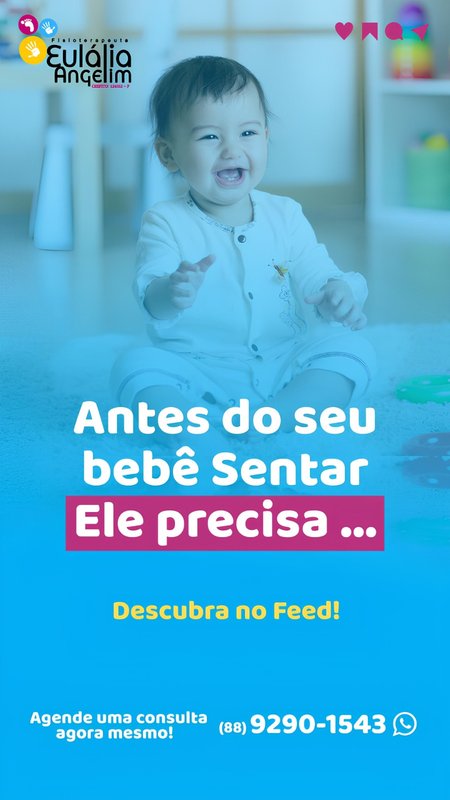 Fisioterapeuta
Eulália
Angelim
Antes do seu
bebê Sentar
Ele precisa ...
Descubra no Feed!
Agende uma consulta
agora mesmo!
(88) 9290-1543